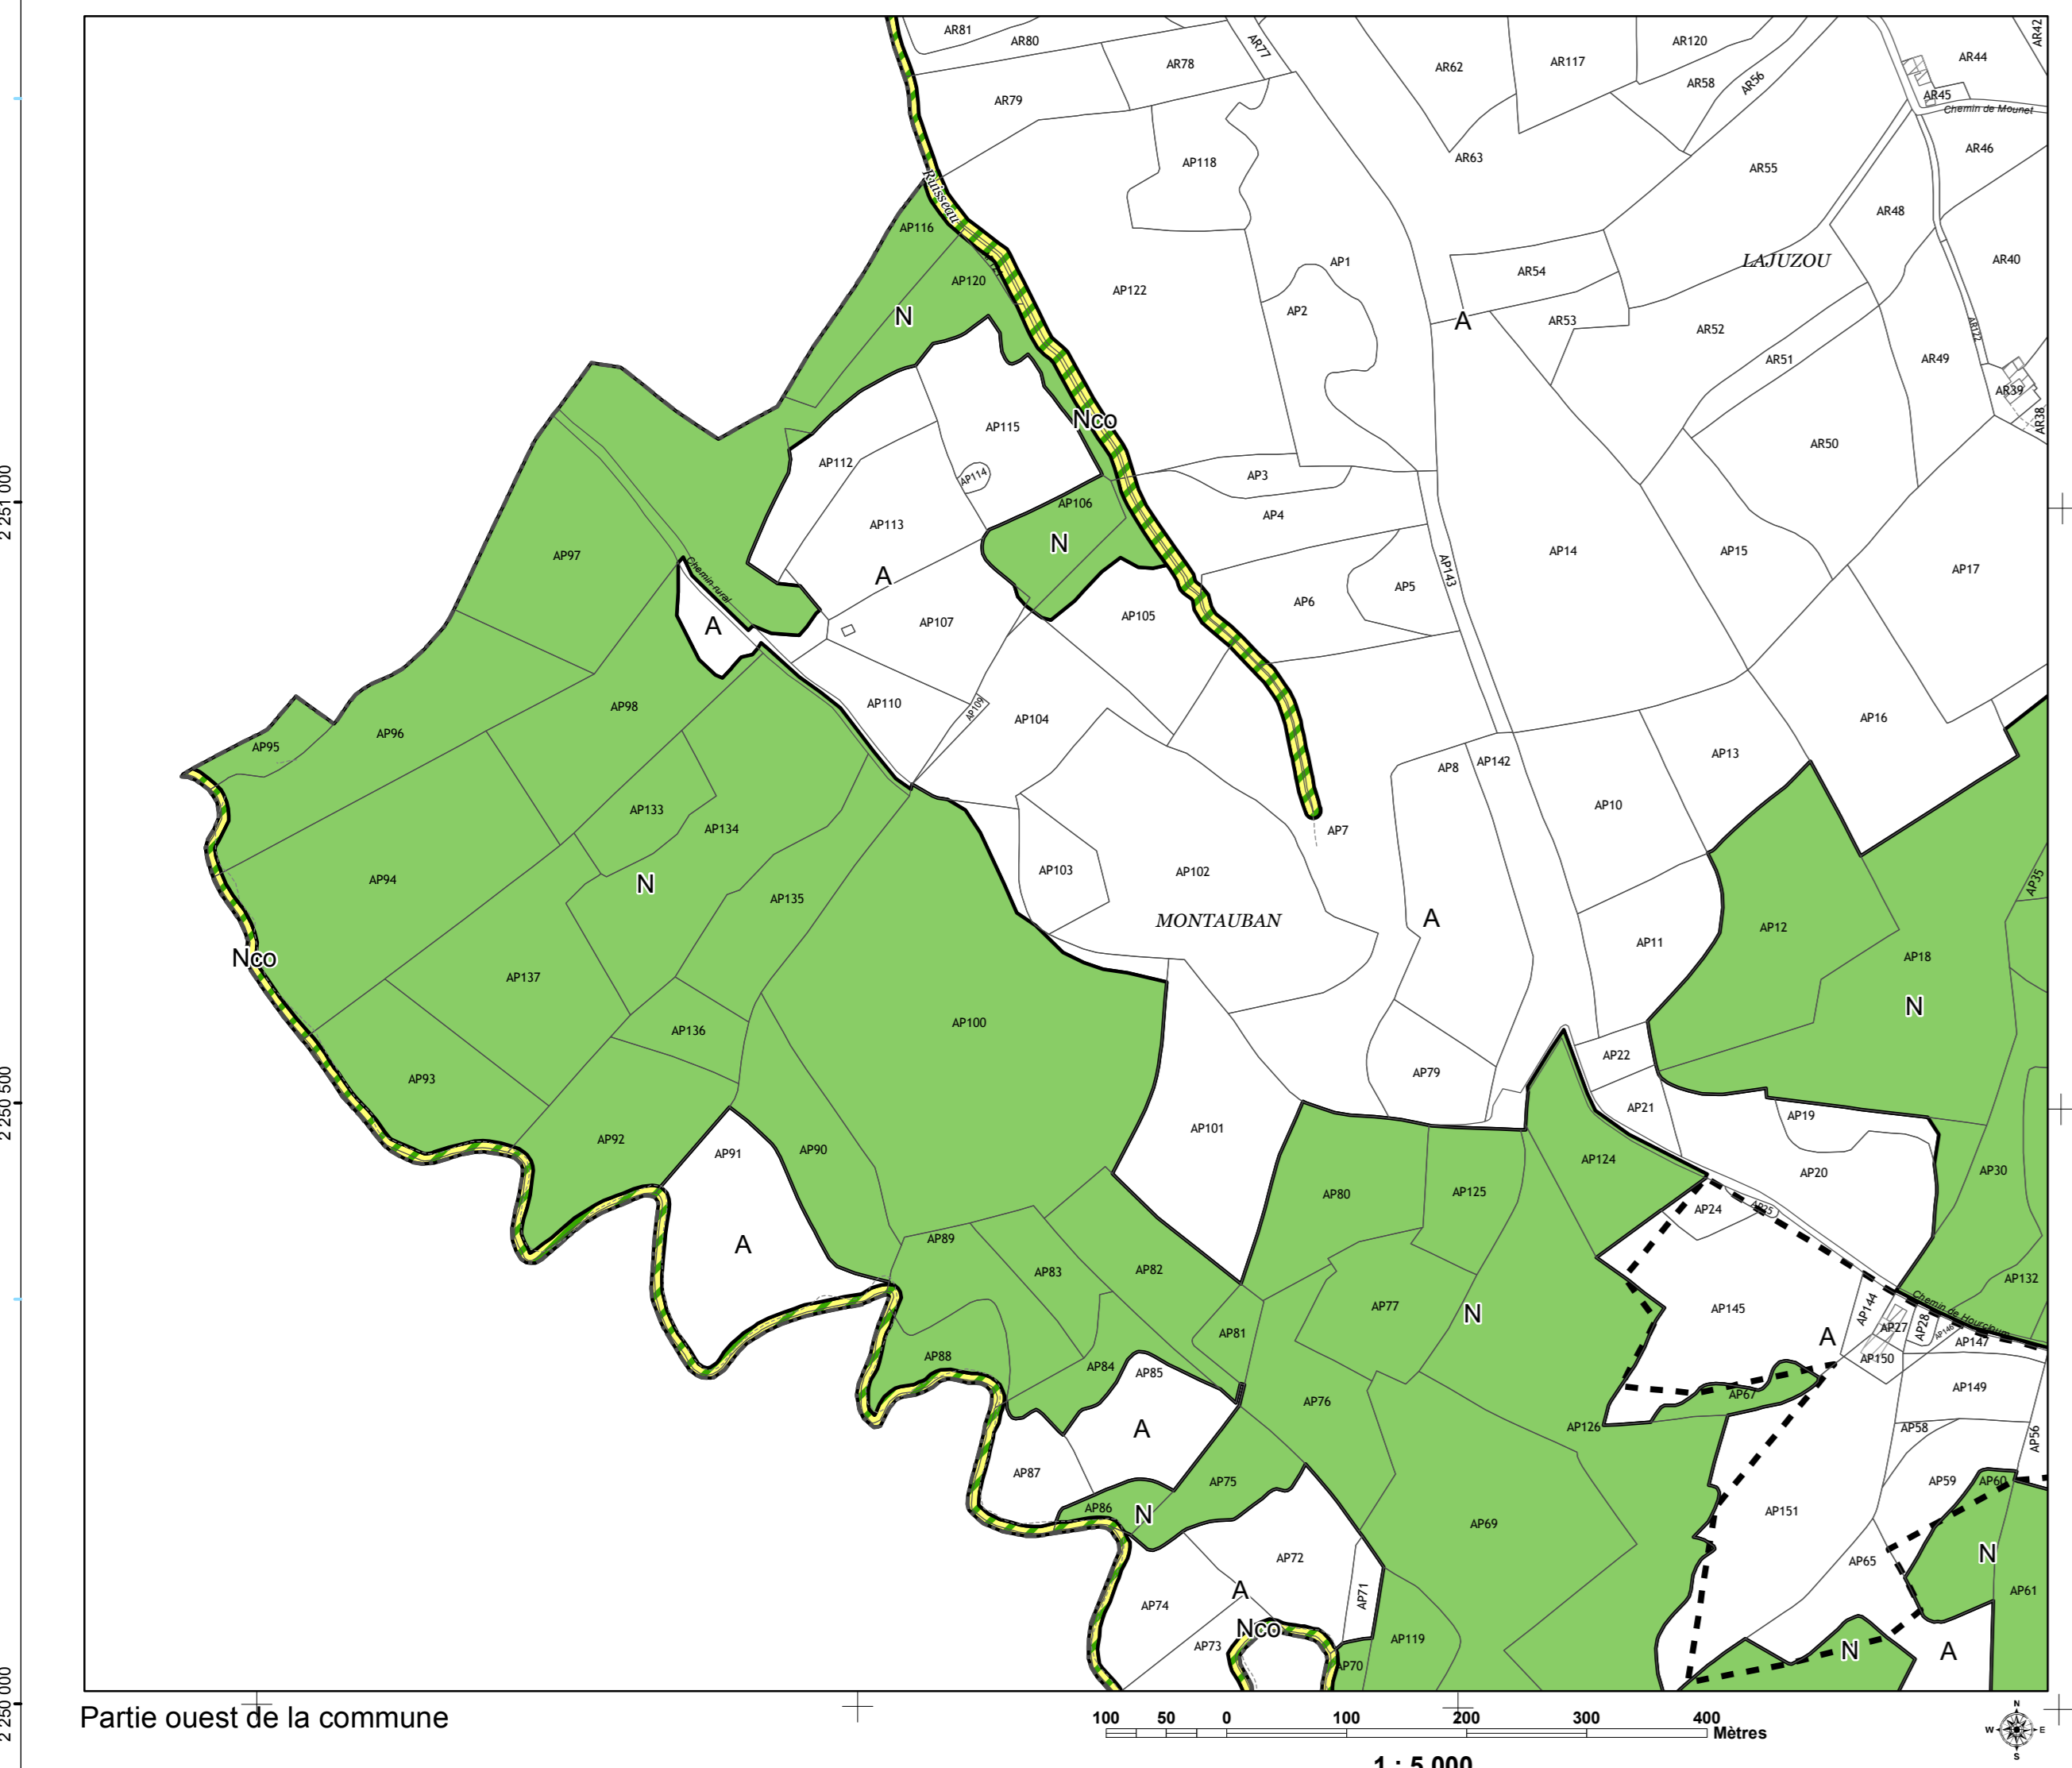 AR81
AR80
AR77
AR78
AR79
AR62
AR117
AR120
AR58
AR56
AR42
AR44
AR45
Chemin de Mounet
AR46
AR63
AR55
AP118
AR48
Ruisseau
AP116
AP120
AP122
AP1
AP2
AR54
LAJUZOU
AR40
N
A
AR53
AR52
AR51
AR49
AR122
AR39
AR38
Nco
AP115
AP112
AP114
AP113
AP106
N
AP3
AP4
AR50
2 251 000
AP97
Chemin rural
A
A
AP107
AP105
AP6
AP5
AP143
AP14
AP15
AP17
AP98
AP110
AP109
AP104
AP95
AP96
AP8
AP142
AP13
AP16
AP10
AP133
AP134
AP7
AP94
N
AP135
AP103
AP102
MONTAUBAN
A
AP11
AP12
AP35
AP18
N
Nco
AP137
AP136
AP100
AP93
AP79
AP22
AP21
AP19
2 250 500
AP92
AP91
AP90
AP101
AP20
AP30
AP124
AP80
AP125
AP24
AP25
A
AP89
AP83
AP82
AP132
AP77
N
AP145
AP144
Chemin de Hourcloum
AP27
AP28
AP146
AP147
A
AP150
AP81
AP88
AP84
AP85
AP149
AP67
AP76
AP126
AP58
AP56
A
AP87
AP75
AP86
N
AP59
AP60
AP151
AP69
AP72
AP65
N
AP61
AP71
AP74
A
Nco
AP73
AP119
AP70
N
A
2 250 000
Partie ouest de la commune
100 50 0 100 200 300 400 Mètres
N
W E
S
1 : 5 000